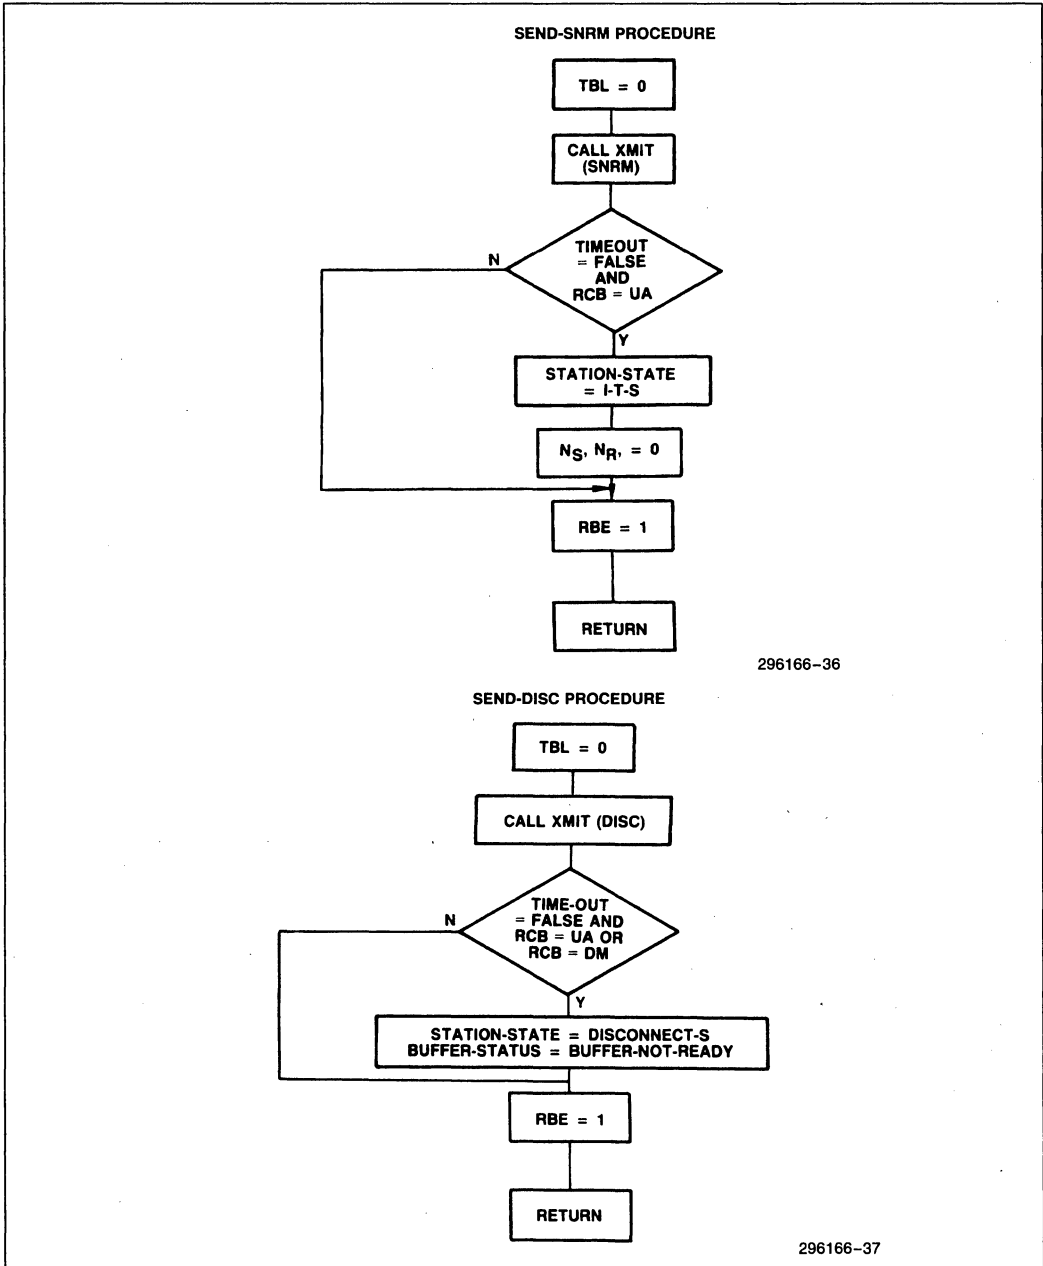 SEND-SNRM PROCEDURE
TBL = 0
CALL XMIT
(SNRM)
TIMEOUT
= FALSE
AND
RCB = UA
N
Y
STATION-STATE
= I-T-S
NS, NR, = 0
RBE = 1
RETURN
296166-36
SEND-DISC PROCEDURE
TBL = 0
CALL XMIT (DISC)
TIME-OUT
= FALSE AND
RCB = UA OR
RCB = DM
N
Y
STATION-STATE = DISCONNECT-S
BUFFER-STATUS = BUFFER-NOT-READY
RBE = 1
RETURN
296166-37